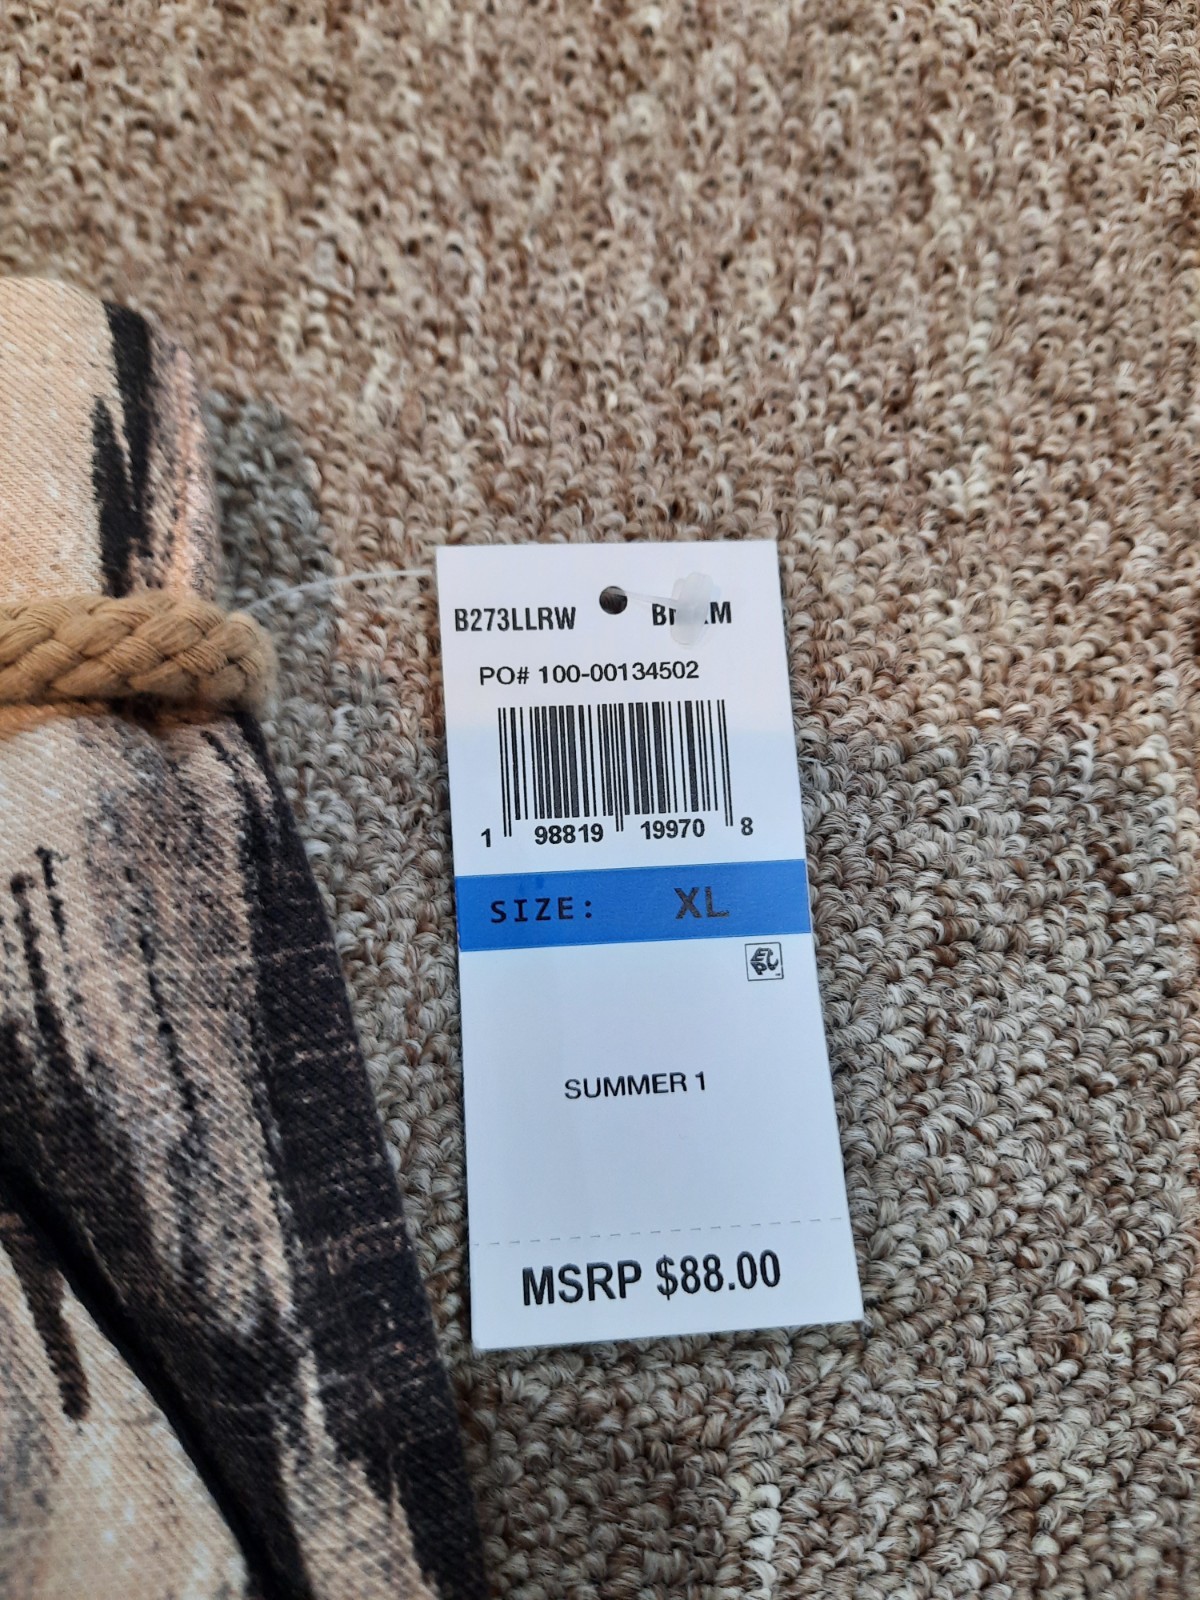 B273LLRW
PO# 100-00134502
1 98819 19970 8
SIZE: XL
SUMMER 1
MSRP $88.00